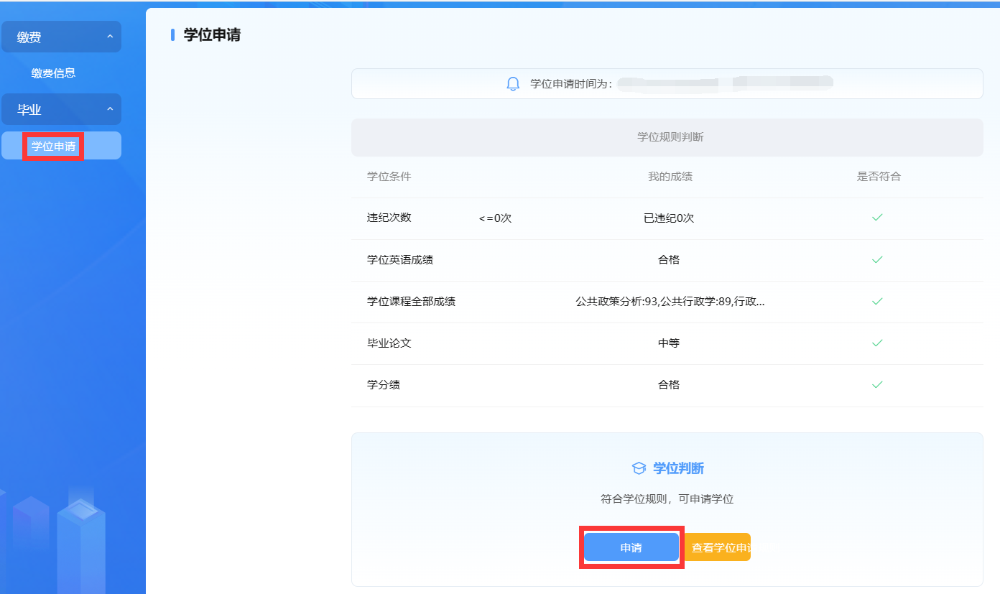 缴费
缴费信息
毕业
学位申请
学位申请
学位申请时间为：
学位规则判断
学位条件 我的成绩 是否符合
违纪次数 <=0次 已违纪0次
学位英语成绩 合格
学位课程全部成绩 公共政策分析:93,公共行政学:89,行政...
毕业论文 中等
学分绩 合格
学位判断
符合学位规则，可申请学位
申请 查看学位申